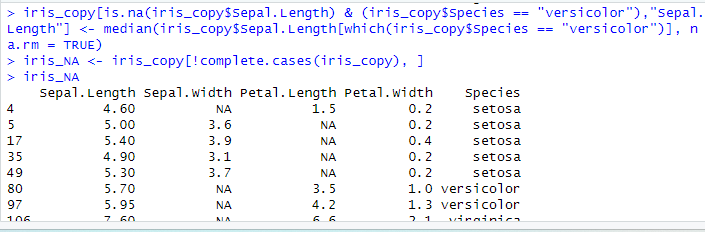 > iris_copy[is.na(iris_copy$Sepal.Length) & (iris_copy$Species == "versicolor"),"Sepal.
Length"] <- median(iris_copy$Sepal.Length[which(iris_copy$Species == "versicolor")], n
a.rm = TRUE)
> iris_NA <- iris_copy[!complete.cases(iris_copy), ]
> iris_NA
Sepal.Length Sepal.Width Petal.Length Petal.Width Species
4 4.60 NA 1.5 0.2 setosa
5 5.00 3.6 NA 0.2 setosa
17 5.40 3.9 NA 0.4 setosa
35 4.90 3.1 NA 0.2 setosa
49 5.30 3.7 NA 0.2 setosa
80 5.70 NA 3.5 1.0 versicolor
97 5.95 NA 4.2 1.3 versicolor
106 7.60 NA 6.6 2.1 virginica